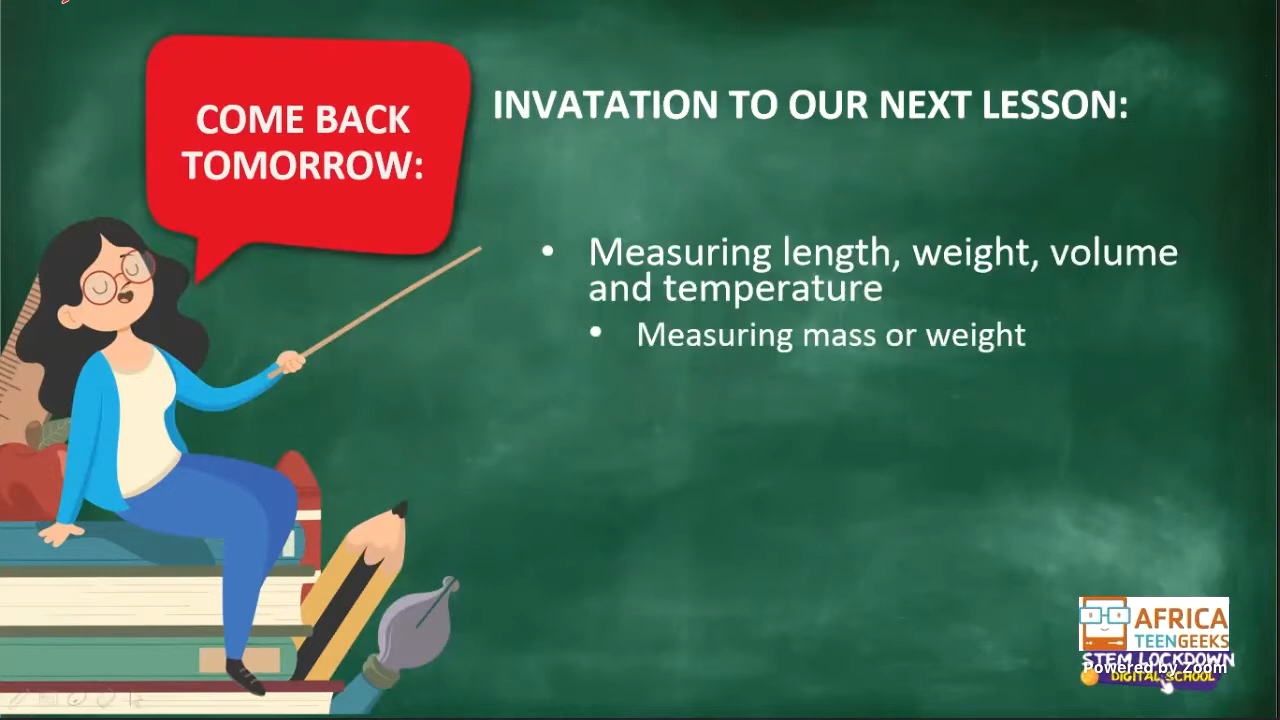 COME BACK
TOMORROW:
INVATATION TO OUR NEXT LESSON:
• Measuring length, weight, volume
and temperature
• Measuring mass or weight
AFRICA
TEENGEEKS
STEM LOCKDOWN
Powered by Zoom
DIGITAL SCHOOL